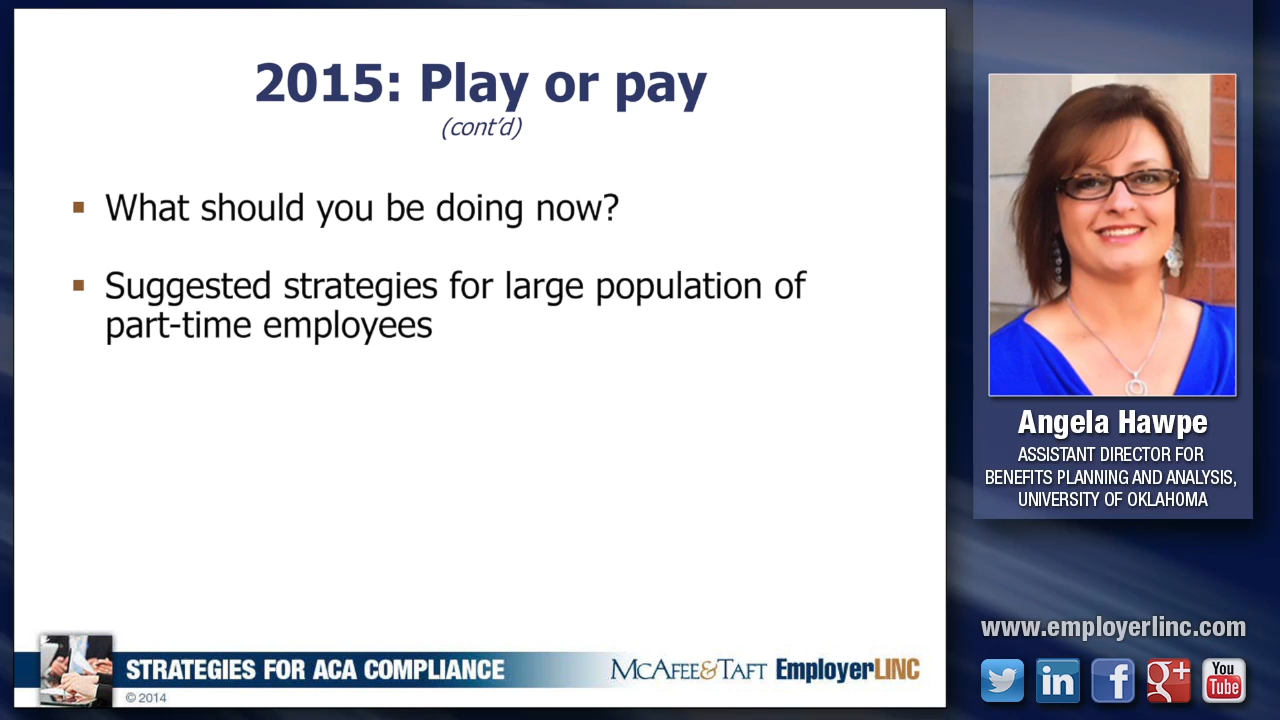 2015: Play or pay
(cont'd)
▪ What should you be doing now?
▪ Suggested strategies for large population of
part-time employees
STRATEGIES FOR ACA COMPLIANCE
MCAFEE&TAFT EmployerLINC
© 2014
Angela Hawpe
ASSISTANT DIRECTOR FOR
BENEFITS PLANNING AND ANALYSIS,
UNIVERSITY OF OKLAHOMA
www.employerlinc.com
in f g+ You
Tube